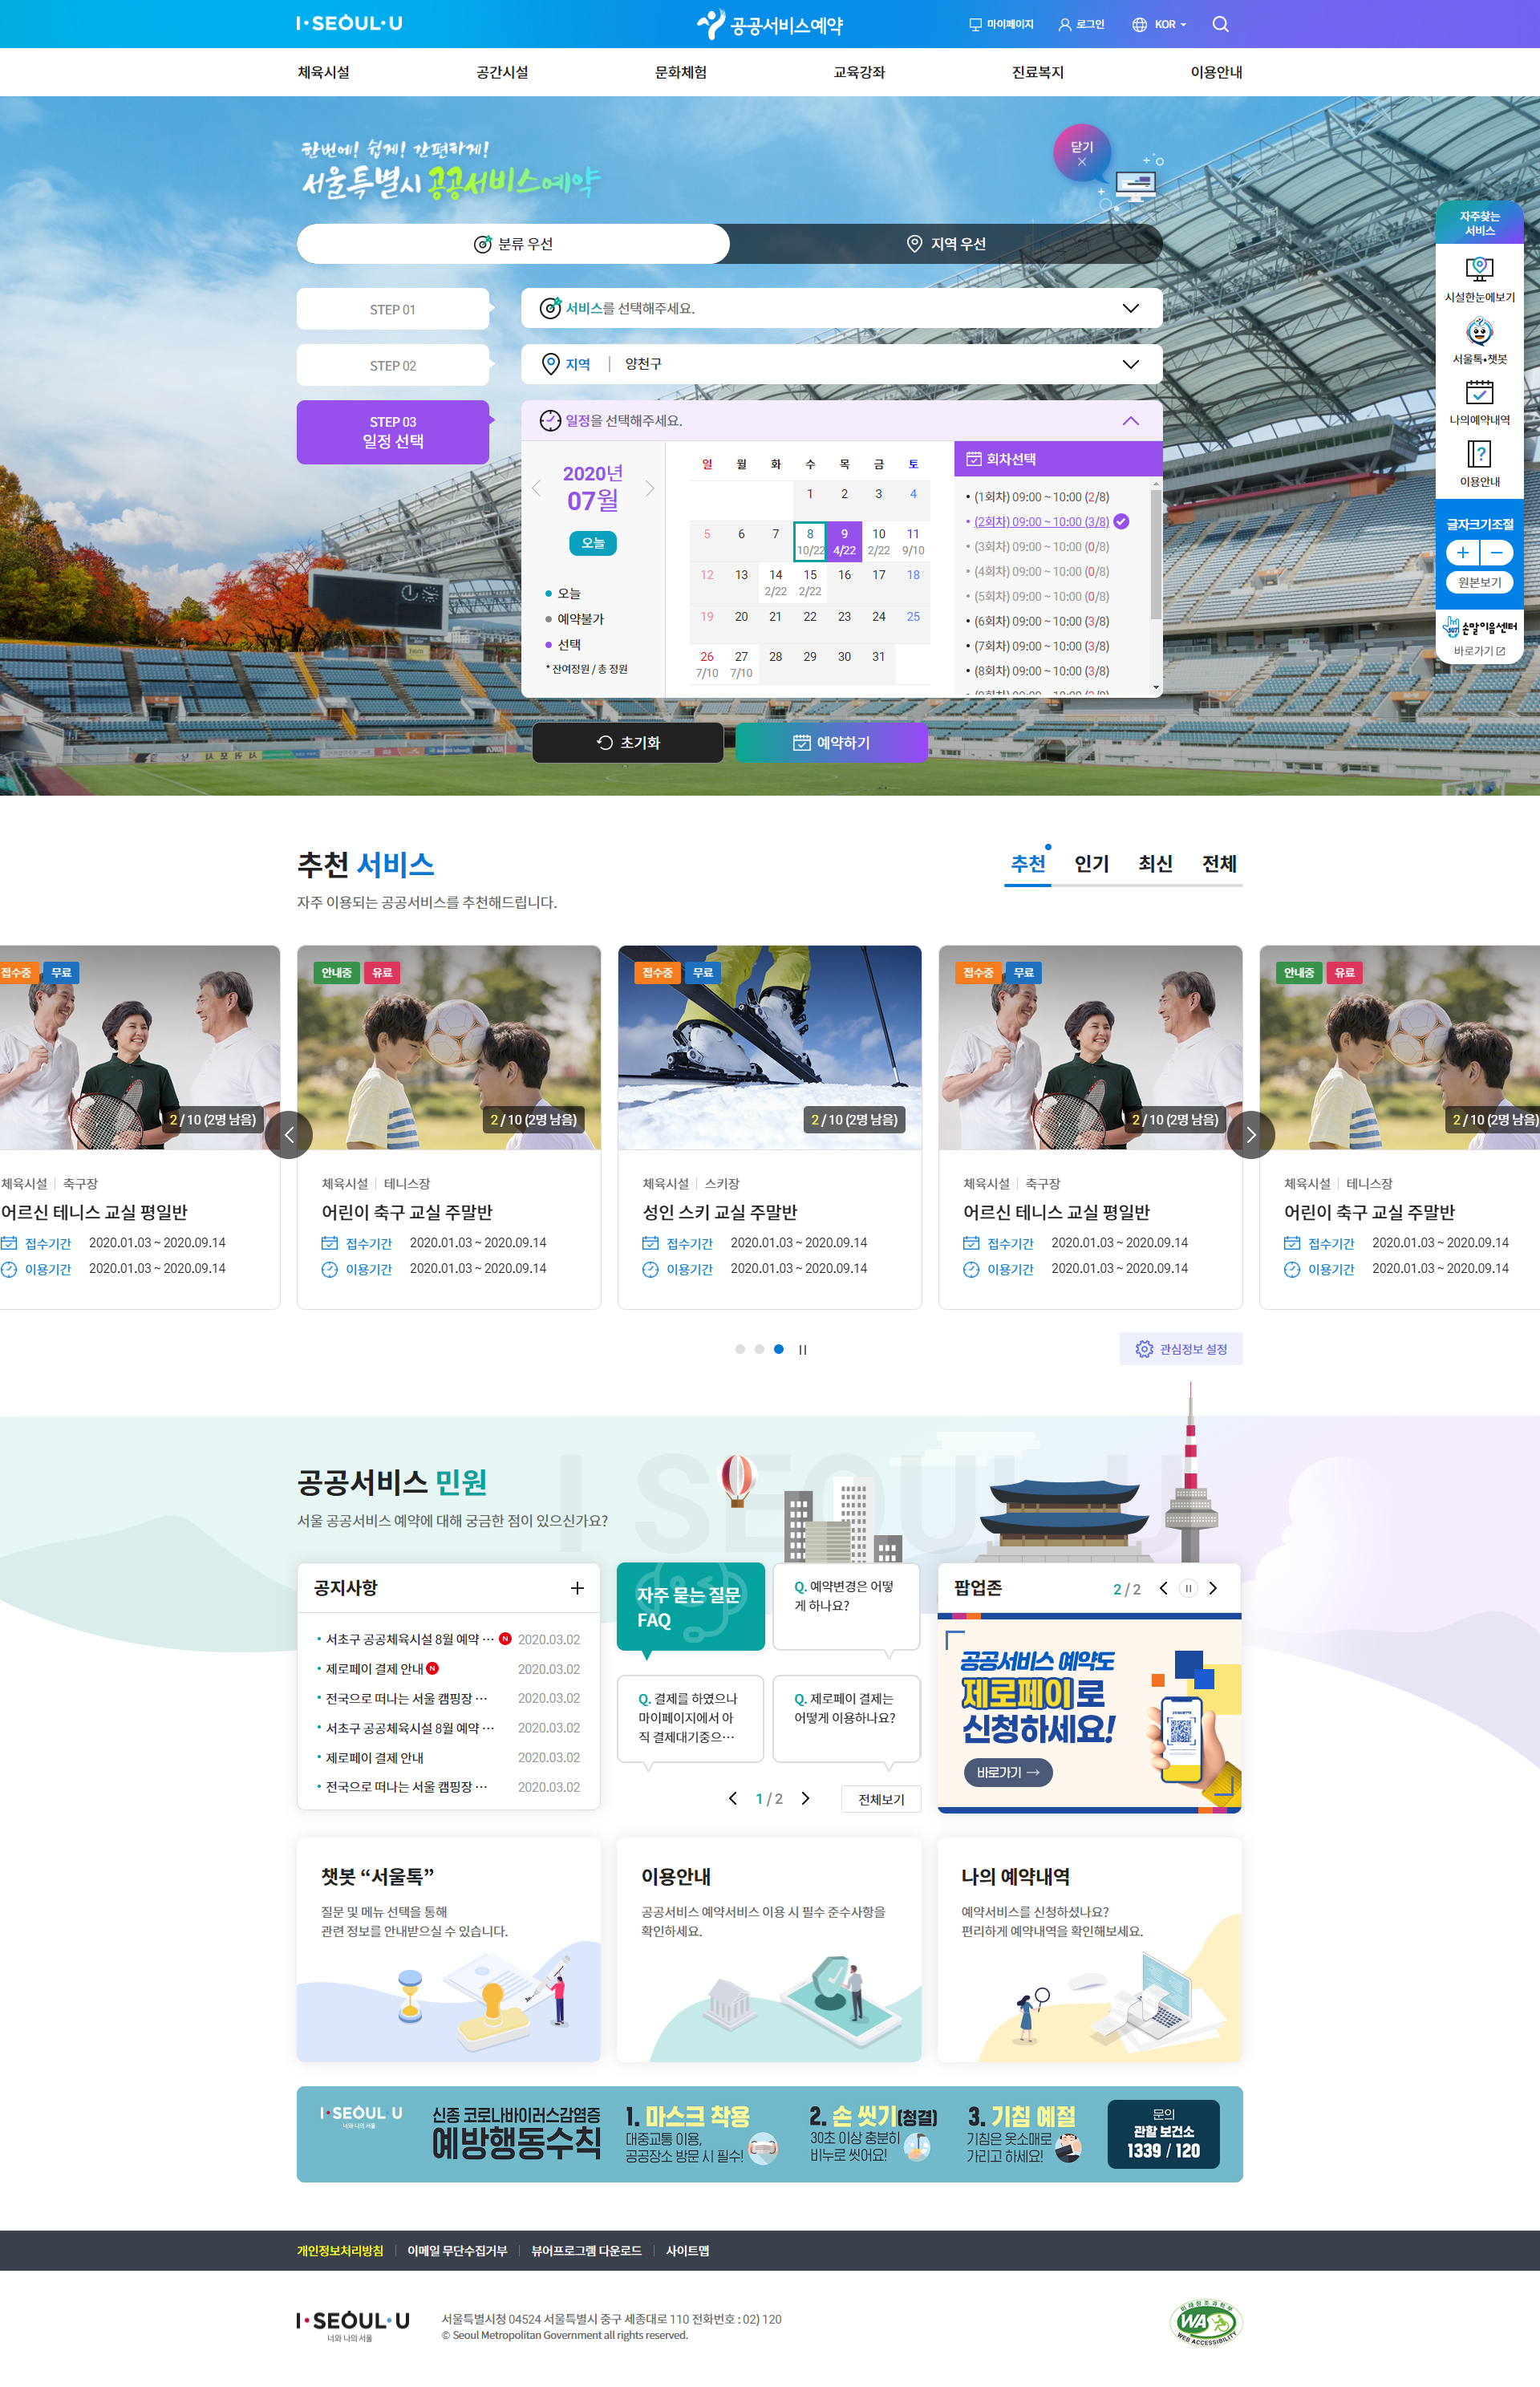 I·SEOUL·U
공공서비스예약
마이페이지
로그인
KOR
체육시설
공간시설
문화체험
교육강좌
진료복지
이용안내
한번에! 쉽게! 간편하게!
서울특별시 공공서비스예약
닫기
분류 우선
지역 우선
STEP 01
서비스를 선택해주세요.
STEP 02
지역
양천구
STEP 03
일정 선택
일정을 선택해주세요.
2020년
07월
오늘
오늘
예약불가
선택
* 잔여정원 / 총 정원
일 월 화 수 목 금 토
1 2 3 4
5 6 7 8 9 10 11
10/22 4/22 2/22 9/10
12 13 14 15 16 17 18
2/22 2/22
19 20 21 22 23 24 25
26 27 28 29 30 31
7/10 7/10
회차선택
(1회차) 09:00 ~ 10:00 (2/8)
(2회차) 09:00 ~ 10:00 (3/8)
(3회차) 09:00 ~ 10:00 (0/8)
(4회차) 09:00 ~ 10:00 (0/8)
(5회차) 09:00 ~ 10:00 (0/8)
(6회차) 09:00 ~ 10:00 (3/8)
(7회차) 09:00 ~ 10:00 (3/8)
(8회차) 09:00 ~ 10:00 (3/8)
초기화
예약하기
자주찾는
서비스
시설한눈에보기
서울톡•챗봇
나의예약내역
이용안내
글자크기조절
+
−
원본보기
107 손말이음센터
바로가기
추천 서비스
자주 이용되는 공공서비스를 추천해드립니다.
추천
인기
최신
전체
접수중 무료
2 / 10 (2명 남음)
체육시설 축구장
어르신 테니스 교실 평일반
접수기간 2020.01.03 ~ 2020.09.14
이용기간 2020.01.03 ~ 2020.09.14
안내중 유료
2 / 10 (2명 남음)
체육시설 테니스장
어린이 축구 교실 주말반
접수기간 2020.01.03 ~ 2020.09.14
이용기간 2020.01.03 ~ 2020.09.14
접수중 무료
2 / 10 (2명 남음)
체육시설 스키장
성인 스키 교실 주말반
접수기간 2020.01.03 ~ 2020.09.14
이용기간 2020.01.03 ~ 2020.09.14
접수중 무료
2 / 10 (2명 남음)
체육시설 축구장
어르신 테니스 교실 평일반
접수기간 2020.01.03 ~ 2020.09.14
이용기간 2020.01.03 ~ 2020.09.14
안내중 유료
2 / 10 (2명 남음)
체육시설 테니스장
어린이 축구 교실 주말반
접수기간 2020.01.03 ~ 2020.09.14
이용기간 2020.01.03 ~ 2020.09.14
관심정보 설정
I SEOUL U
공공서비스 민원
서울 공공서비스 예약에 대해 궁금한 점이 있으신가요?
공지사항
서초구 공공체육시설 8월 예약 ··· N 2020.03.02
제로페이 결제 안내 N 2020.03.02
전국으로 떠나는 서울 캠핑장 ··· 2020.03.02
서초구 공공체육시설 8월 예약 ··· 2020.03.02
제로페이 결제 안내 2020.03.02
전국으로 떠나는 서울 캠핑장 ··· 2020.03.02
자주 묻는 질문
FAQ
Q. 예약변경은 어떻
게 하나요?
Q. 결제를 하였으나
마이페이지에서 아
직 결제대기중으···
Q. 제로페이 결제는
어떻게 이용하나요?
1 / 2
전체보기
팝업존
2 / 2
공공서비스 예약도
제로페이로
신청하세요!
바로가기 →
챗봇 “서울톡”
질문 및 메뉴 선택을 통해
관련 정보를 안내받으실 수 있습니다.
이용안내
공공서비스 예약서비스 이용 시 필수 준수사항을
확인하세요.
나의 예약내역
예약서비스를 신청하셨나요?
편리하게 예약내역을 확인해보세요.
I·SEOUL·U
너와 나의 서울
신종 코로나바이러스감염증
예방행동수칙
1. 마스크 착용
대중교통 이용,
공공장소 방문 시 필수!
2. 손 씻기(청결)
30초 이상 충분히
비누로 씻어요!
3. 기침 예절
기침은 옷소매로
가리고 하세요!
문의
관할 보건소
1339 / 120
개인정보처리방침
이메일 무단수집거부
뷰어프로그램 다운로드
사이트맵
I·SEOUL·U
너와 나의 서울
서울특별시청 04524 서울특별시 중구 세종대로 110 전화번호 : 02) 120
© Seoul Metropolitan Government all rights reserved.
미래창조과학부
WA
WEB ACCESSIBILITY